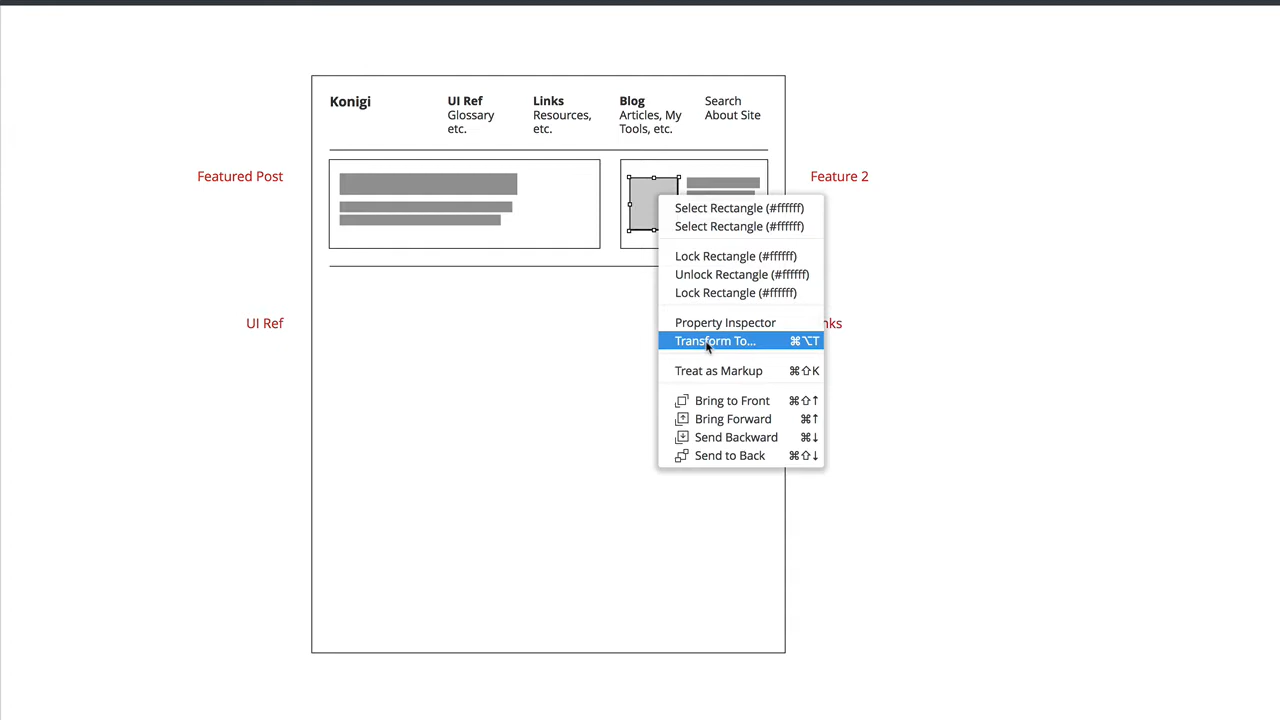 Konigi
UI Ref
Glossary
etc.
Links
Resources,
etc.
Blog
Articles, My
Tools, etc.
Search
About Site
Featured Post
Feature 2
UI Ref
Select Rectangle (#ffffff)
Select Rectangle (#ffffff)
Lock Rectangle (#ffffff)
Unlock Rectangle (#ffffff)
Lock Rectangle (#ffffff)
Property Inspector
Transform To... ⌘⌥T
Treat as Markup ⌘⇧K
Bring to Front ⌘⇧↑
Bring Forward ⌘↑
Send Backward ⌘↓
Send to Back ⌘⇧↓